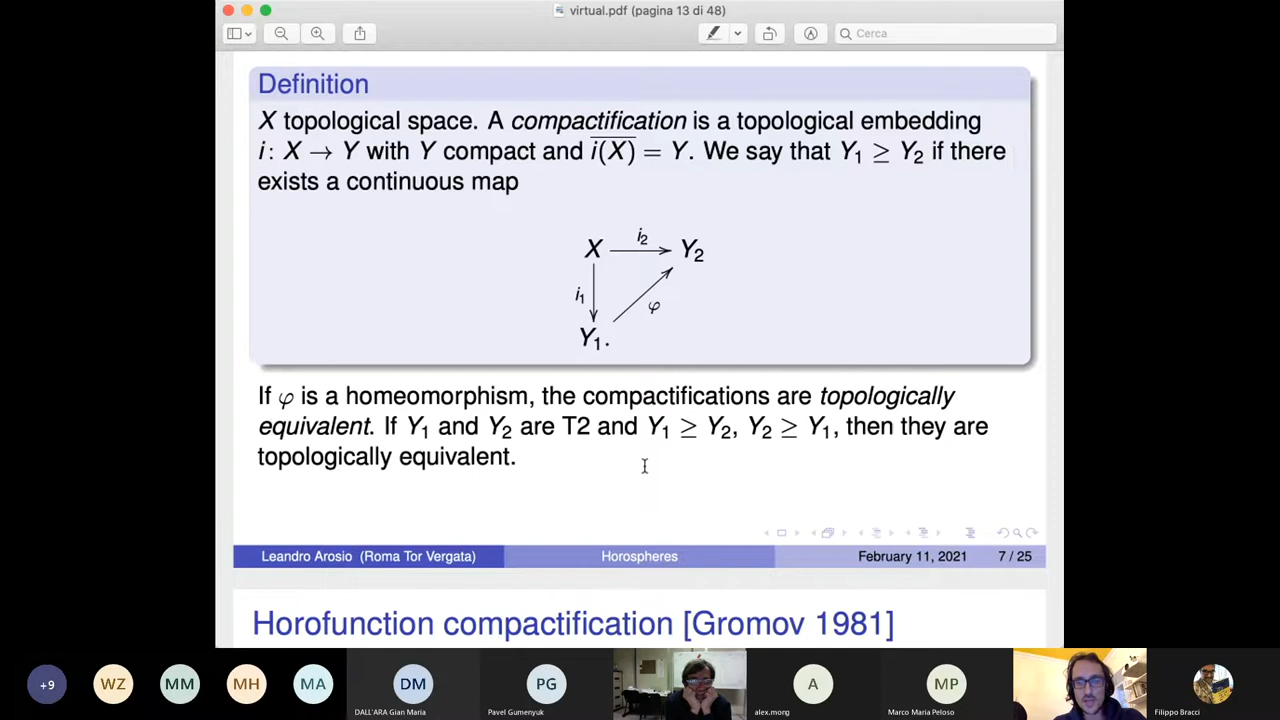 virtual.pdf (pagina 13 di 48)
Cerca
Definition
X topological space. A compactification is a topological embedding
i: X → Y with Y compact and \overline{i(X)} = Y. We say that Y₁ ≥ Y₂ if there
exists a continuous map
X i₂ Y₂
i₁ φ
Y₁.
If φ is a homeomorphism, the compactifications are topologically
equivalent. If Y₁ and Y₂ are T2 and Y₁ ≥ Y₂, Y₂ ≥ Y₁, then they are
topologically equivalent.
Leandro Arosio (Roma Tor Vergata) Horospheres February 11, 2021 7 / 25
Horofunction compactification [Gromov 1981]
+9 WZ MM MH MA DM PG A MP
DALL'ARA Gian Maria Pavel Gumenyuk alex.mong Marco Maria Peloso Filippo Bracci